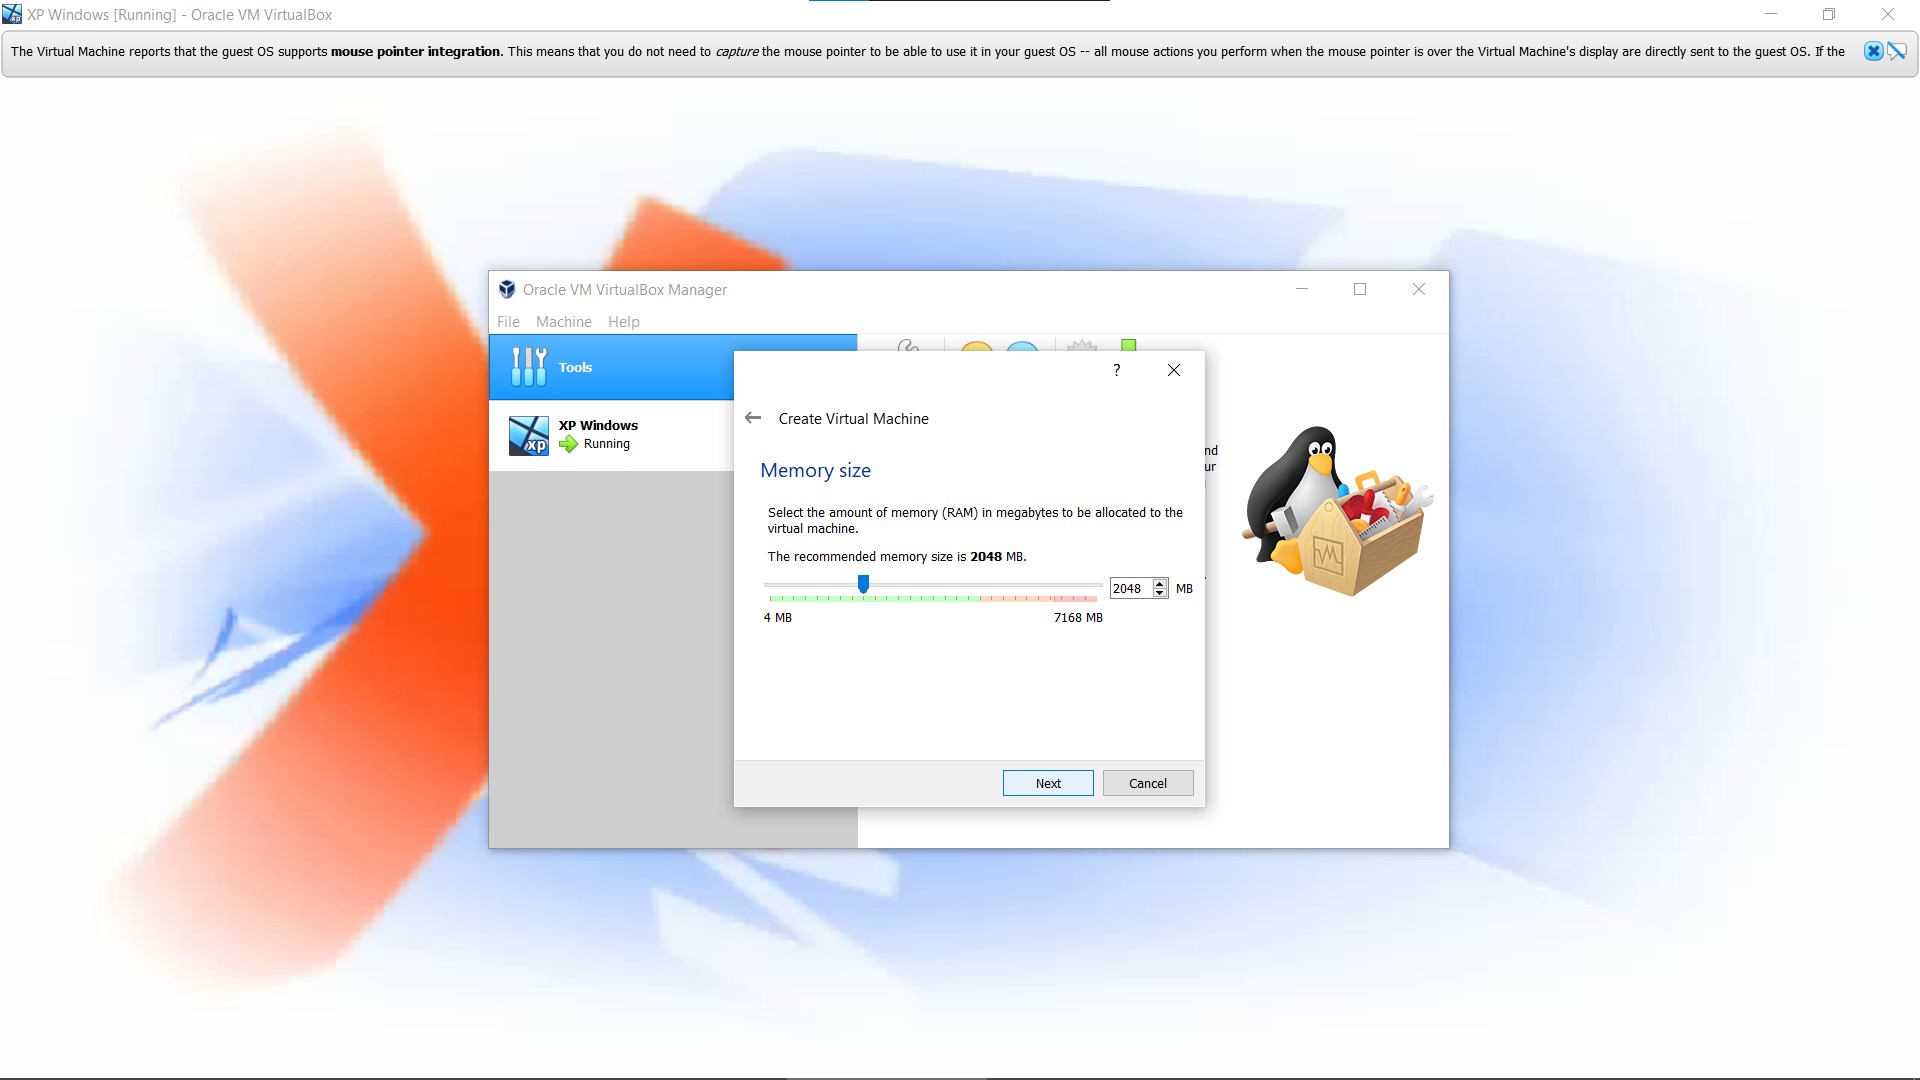 XP Windows [Running] - Oracle VM VirtualBox
The Virtual Machine reports that the guest OS supports mouse pointer integration. This means that you do not need to capture the mouse pointer to be able to use it in your guest OS -- all mouse actions you perform when the mouse pointer is over the Virtual Machine's display are directly sent to the guest OS. If the
Oracle VM VirtualBox Manager
File Machine Help
Tools
XP Windows
Running
xp
?
Create Virtual Machine
Memory size
Select the amount of memory (RAM) in megabytes to be allocated to the
virtual machine.
The recommended memory size is 2048 MB.
2048 MB
4 MB 7168 MB
Next Cancel
nd
ur